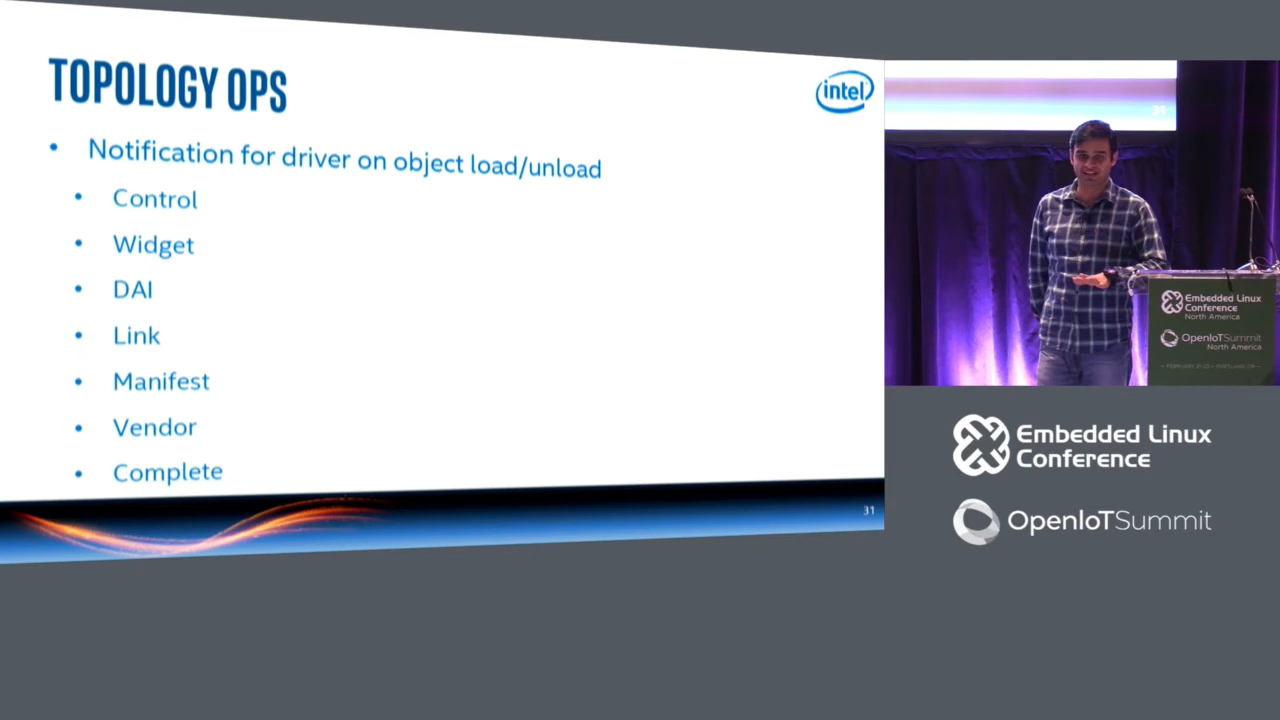 TOPOLOGY OPS
intel
• Notification for driver on object load/unload
• Control
• Widget
• DAI
• Link
• Manifest
• Vendor
• Complete
31
31
Embedded Linux
Conference
North America
OpenIoTSummit
North America
Embedded Linux
Conference
OpenIoTSummit